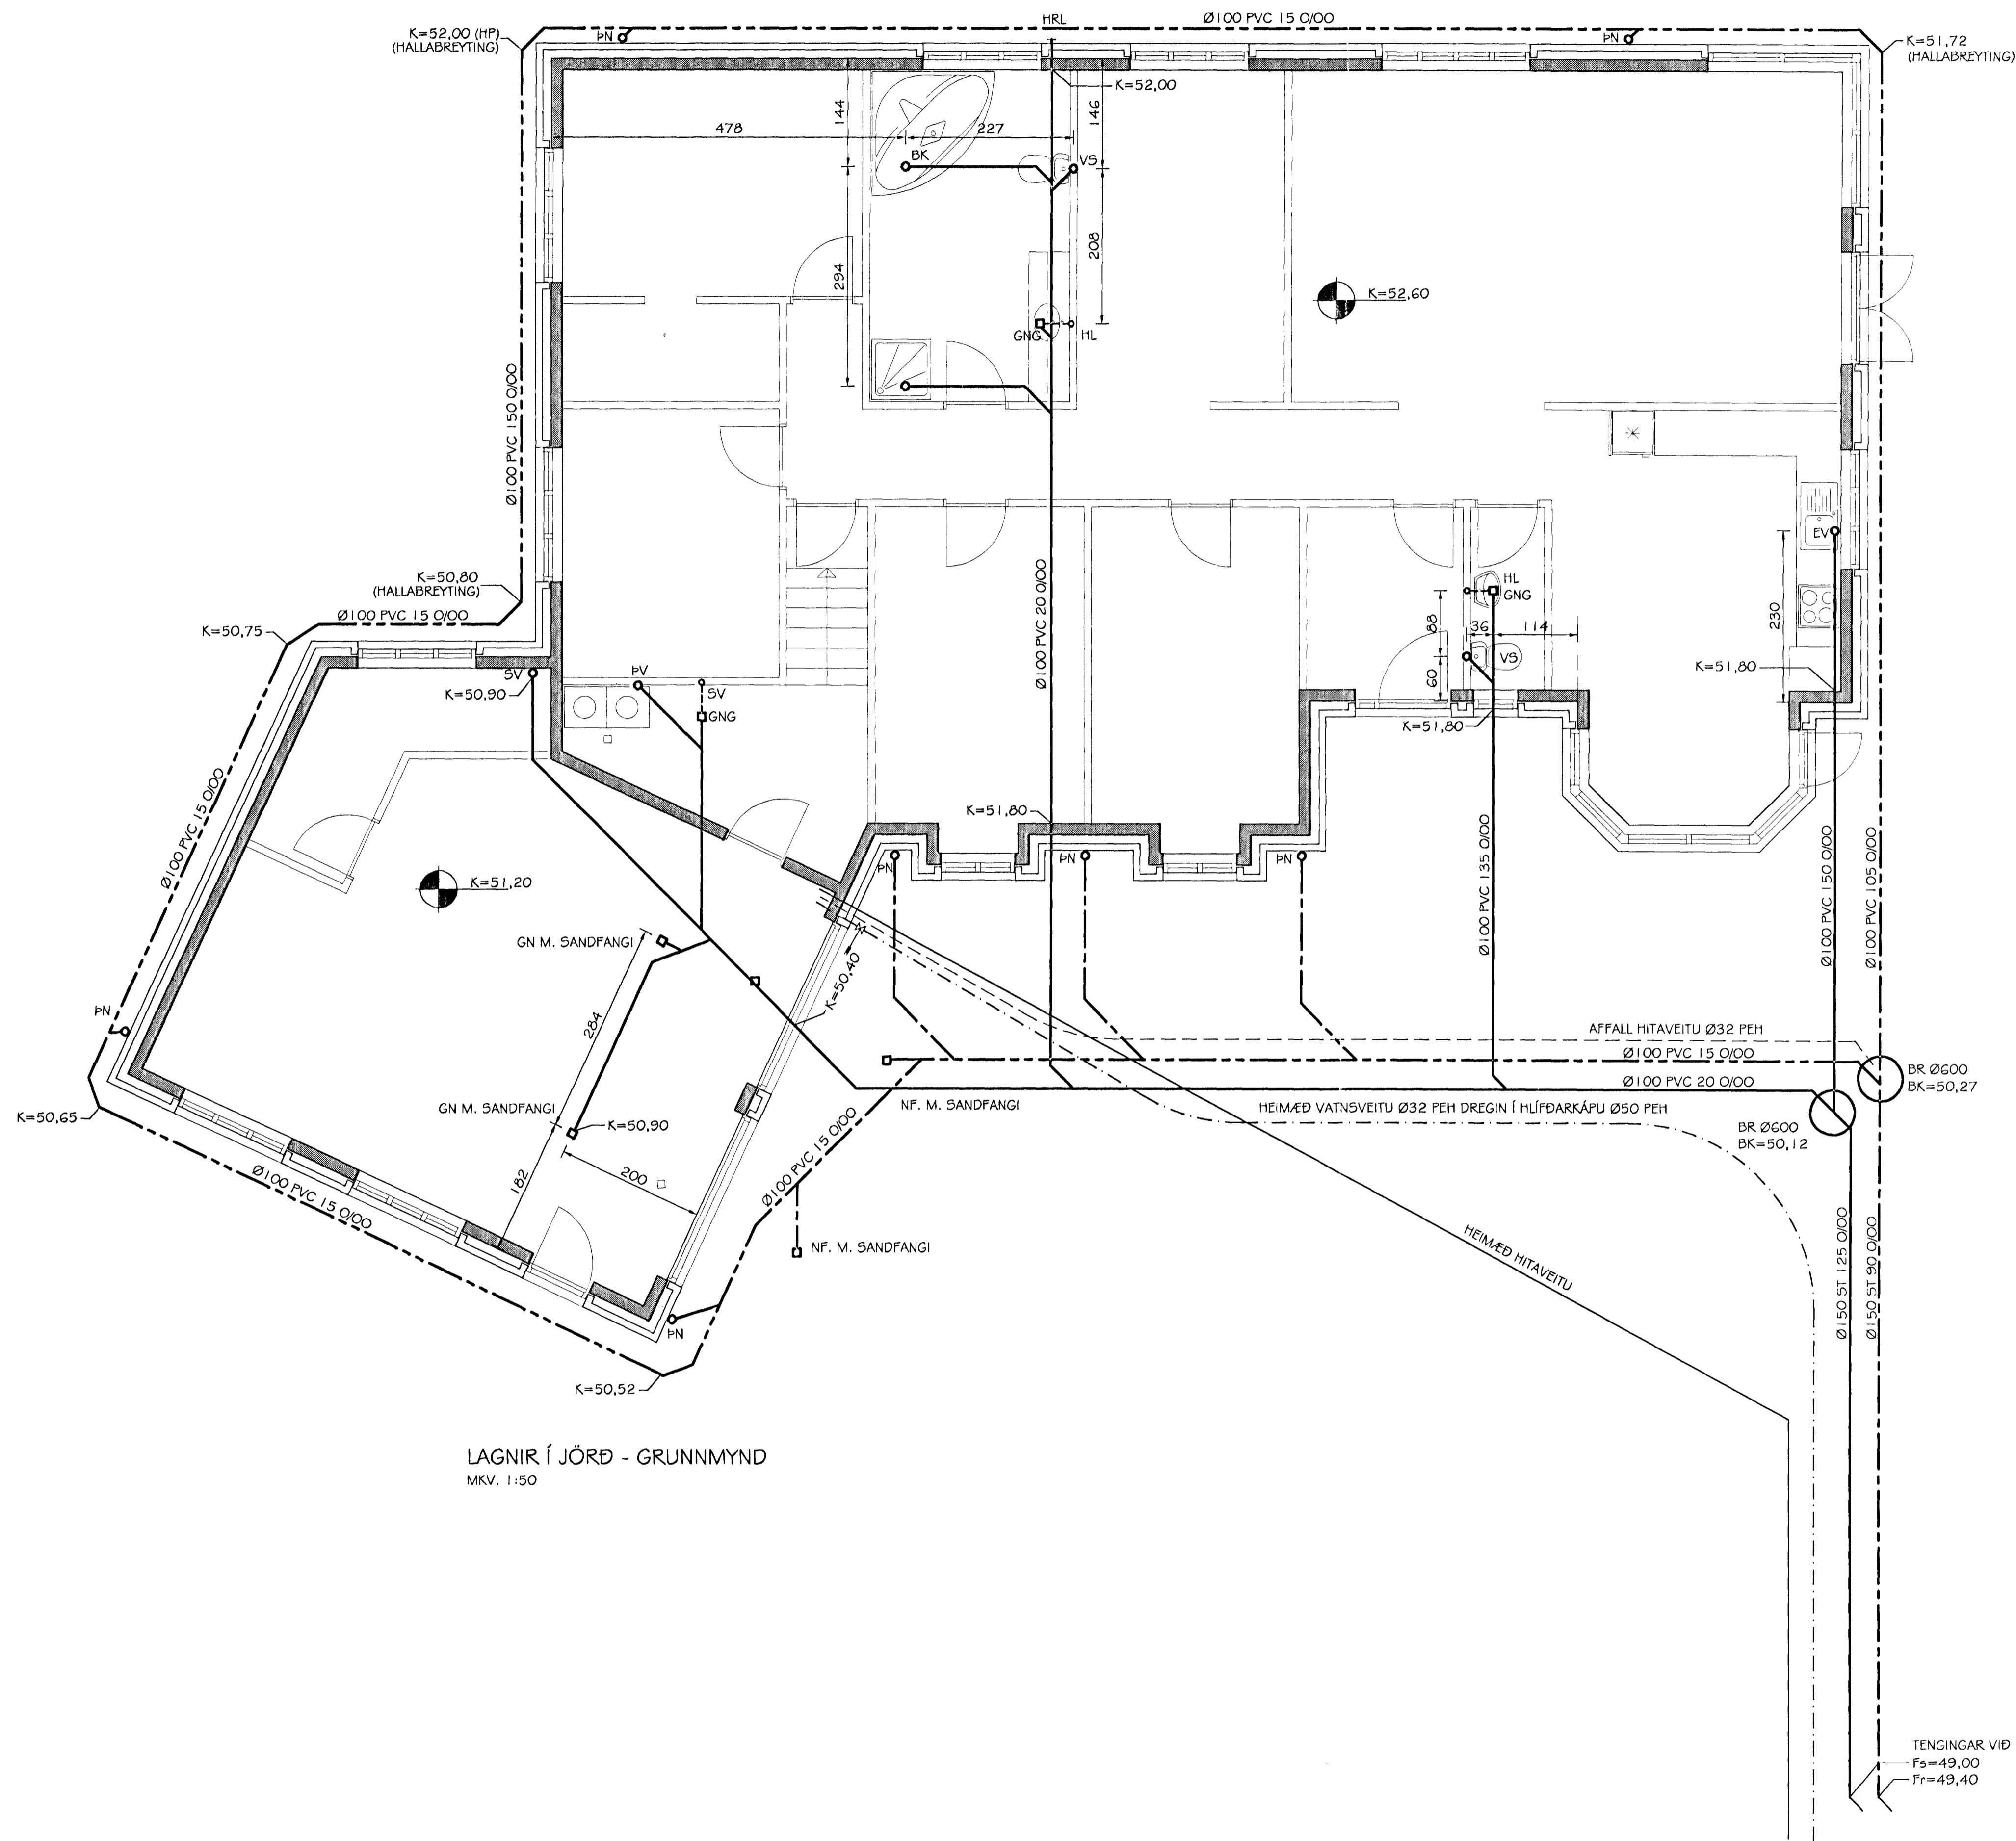 HRL
Ø100 PVC 15 0/00
K=52,00 (HP)
(HALLABREYTING)
ÞN
ÞN
K=51,72
(HALLABREYTING)
K=52,00
144
146
478
227
BK
VS
208
294
K=52,60
GNG
HL
Ø100 PVC 150 0/00
EV
Ø100 PVC 20 0/00
K=50,80
(HALLABREYTING)
HL
GNG
Ø100 PVC 15 0/00
88
36
114
230
K=50,75
VS
60
K=51,80
SV
ÞV
SV
K=50,90
GNG
K=51,80
Ø100 PVC 15 0/00
K=51,80
Ø100 PVC 135 0/00
Ø100 PVC 150 0/00
Ø100 PVC 105 0/00
ÞN
ÞN
ÞN
K=51,20
GN M. SANDFANGI
K=50,40
ÞN
284
AFFALL HITAVEITU Ø32 PEH
Ø100 PVC 15 0/00
BR Ø600
BK=50,27
Ø100 PVC 20 0/00
GN M. SANDFANGI
NF. M. SANDFANGI
HEIMÆÐ VATNSVEITU Ø32 PEH DREGIN Í HLÍFÐARKÁPU Ø50 PEH
K=50,65
K=50,90
BR Ø600
BK=50,12
Ø100 PVC 15 0/00
182
200
Ø100 PVC 15 0/00
NF. M. SANDFANGI
HEIMÆÐ HITAVEITU
Ø150 ST 125 0/00
Ø150 ST 90 0/00
ÞN
K=50,52
LAGNIR Í JÖRÐ - GRUNNMYND
MKV. 1:50
TENGINGAR VIÐ
Fs=49,00
Fr=49,40